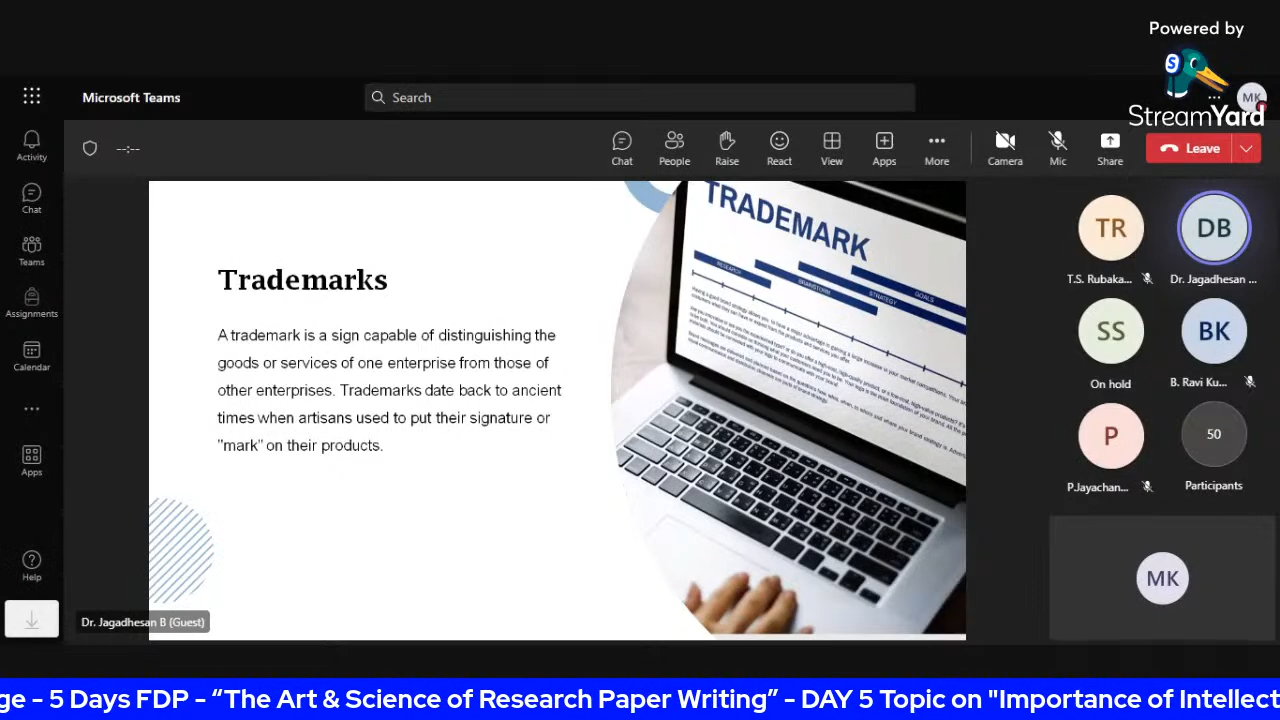 Powered by
StreamYard
Microsoft Teams
Search
MK
Activity
Chat
Teams
Assignments
Calendar
Apps
Help
--:--
Chat
People
Raise
React
View
Apps
More
Camera
Mic
Share
Leave
Trademarks
A trademark is a sign capable of distinguishing the
goods or services of one enterprise from those of
other enterprises. Trademarks date back to ancient
times when artisans used to put their signature or
"mark" on their products.
TRADEMARK
RESEARCH
BRAINSTORM
STRATEGY
GOALS
TR
T.S. Rubaka...
DB
Dr. Jagadhesan ...
SS
On hold
BK
B. Ravi Ku...
P
P.Jayachan...
50
Participants
MK
Dr. Jagadhesan B (Guest)
ge - 5 Days FDP - “The Art & Science of Research Paper Writing” - DAY 5 Topic on "Importance of Intellect